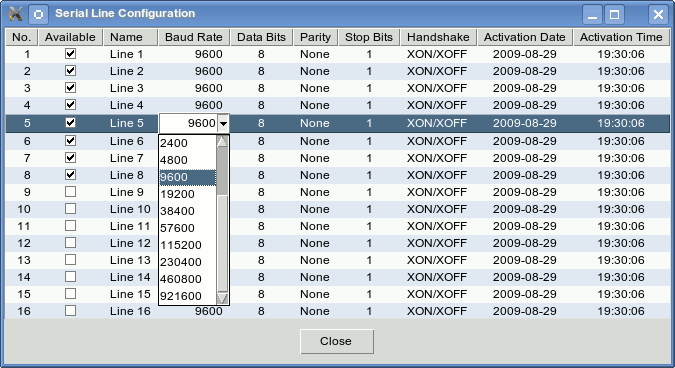 Serial Line Configuration
No. Available Name Baud Rate Data Bits Parity Stop Bits Handshake Activation Date Activation Time
1 Line 1 9600 8 None 1 XON/XOFF 2009-08-29 19:30:06
2 Line 2 9600 8 None 1 XON/XOFF 2009-08-29 19:30:06
3 Line 3 9600 8 None 1 XON/XOFF 2009-08-29 19:30:06
4 Line 4 9600 8 None 1 XON/XOFF 2009-08-29 19:30:06
5 Line 5 9600 8 None 1 XON/XOFF 2009-08-29 19:30:06
6 Line 6 2400 8 None 1 XON/XOFF 2009-08-29 19:30:06
7 Line 7 4800 8 None 1 XON/XOFF 2009-08-29 19:30:06
8 Line 8 9600 8 None 1 XON/XOFF 2009-08-29 19:30:06
9 Line 9 19200 8 None 1 XON/XOFF 2009-08-29 19:30:06
10 Line 10 38400 8 None 1 XON/XOFF 2009-08-29 19:30:06
11 Line 11 57600 8 None 1 XON/XOFF 2009-08-29 19:30:06
12 Line 12 115200 8 None 1 XON/XOFF 2009-08-29 19:30:06
13 Line 13 230400 8 None 1 XON/XOFF 2009-08-29 19:30:06
14 Line 14 460800 8 None 1 XON/XOFF 2009-08-29 19:30:06
15 Line 15 921600 8 None 1 XON/XOFF 2009-08-29 19:30:06
16 Line 16 9600 8 None 1 XON/XOFF 2009-08-29 19:30:06
Close